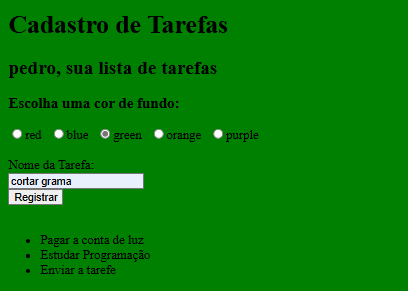 Cadastro de Tarefas
pedro, sua lista de tarefas
Escolha uma cor de fundo:
red blue green orange purple
Nome da Tarefa:
cortar grama
Registrar
Pagar a conta de luz
Estudar Programação
Enviar a tarefe